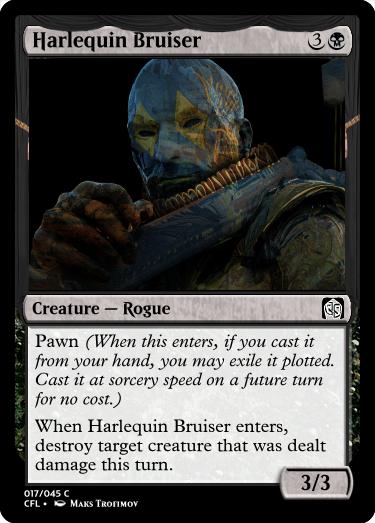 Harlequin Bruiser 3
Creature — Rogue
Pawn (When this enters, if you cast it
from your hand, you may exile it plotted.
Cast it at sorcery speed on a future turn
for no cost.)
When Harlequin Bruiser enters,
destroy target creature that was dealt
damage this turn.
3/3
017/045 C
CFL • Maks Trofimov